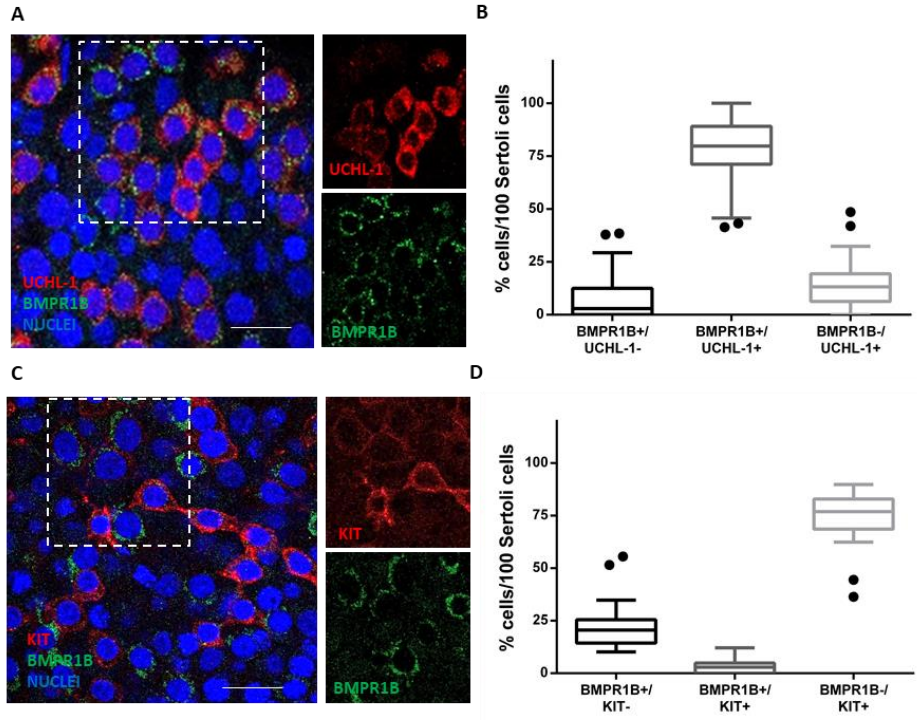 A
UCHL-1
BMPR1B
NUCLEI
UCHL-1
BMPR1B
B
% cells/100 Sertoli cells
100
75
50
25
0
BMPR1B+/
UCHL-1-
BMPR1B+/
UCHL-1+
BMPR1B-/
UCHL-1+
C
KIT
BMPR1B
NUCLEI
KIT
BMPR1B
D
% cells/100 Sertoli cells
100
75
50
25
0
BMPR1B+/
KIT-
BMPR1B+/
KIT+
BMPR1B-/
KIT+